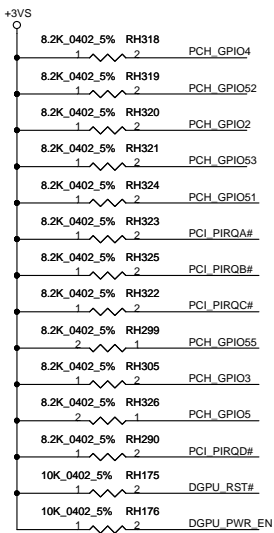 +3VS
8.2K_0402_5% RH318
1 2 PCH_GPIO4
8.2K_0402_5% RH319
1 2 PCH_GPIO52
8.2K_0402_5% RH320
1 2 PCH_GPIO2
8.2K_0402_5% RH321
1 2 PCH_GPIO53
8.2K_0402_5% RH324
1 2 PCH_GPIO51
8.2K_0402_5% RH323
1 2 PCI_PIRQA#
8.2K_0402_5% RH325
1 2 PCI_PIRQB#
8.2K_0402_5% RH322
1 2 PCI_PIRQC#
8.2K_0402_5% RH299
2 1 PCH_GPIO55
8.2K_0402_5% RH305
1 2 PCH_GPIO3
8.2K_0402_5% RH326
2 1 PCH_GPIO5
8.2K_0402_5% RH290
1 2 PCI_PIRQD#
10K_0402_5% RH175
1 2 DGPU_RST#
10K_0402_5% RH176
1 2 DGPU_PWR_EN